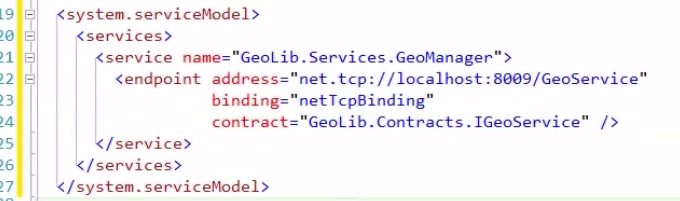 19 <system.serviceModel>
20 <services>
21 <service name="GeoLib.Services.GeoManager">
22 <endpoint address="net.tcp://localhost:8009/GeoService"
23 binding="netTcpBinding"
24 contract="GeoLib.Contracts.IGeoService" />
25 </service>
26 </services>
27 </system.serviceModel>